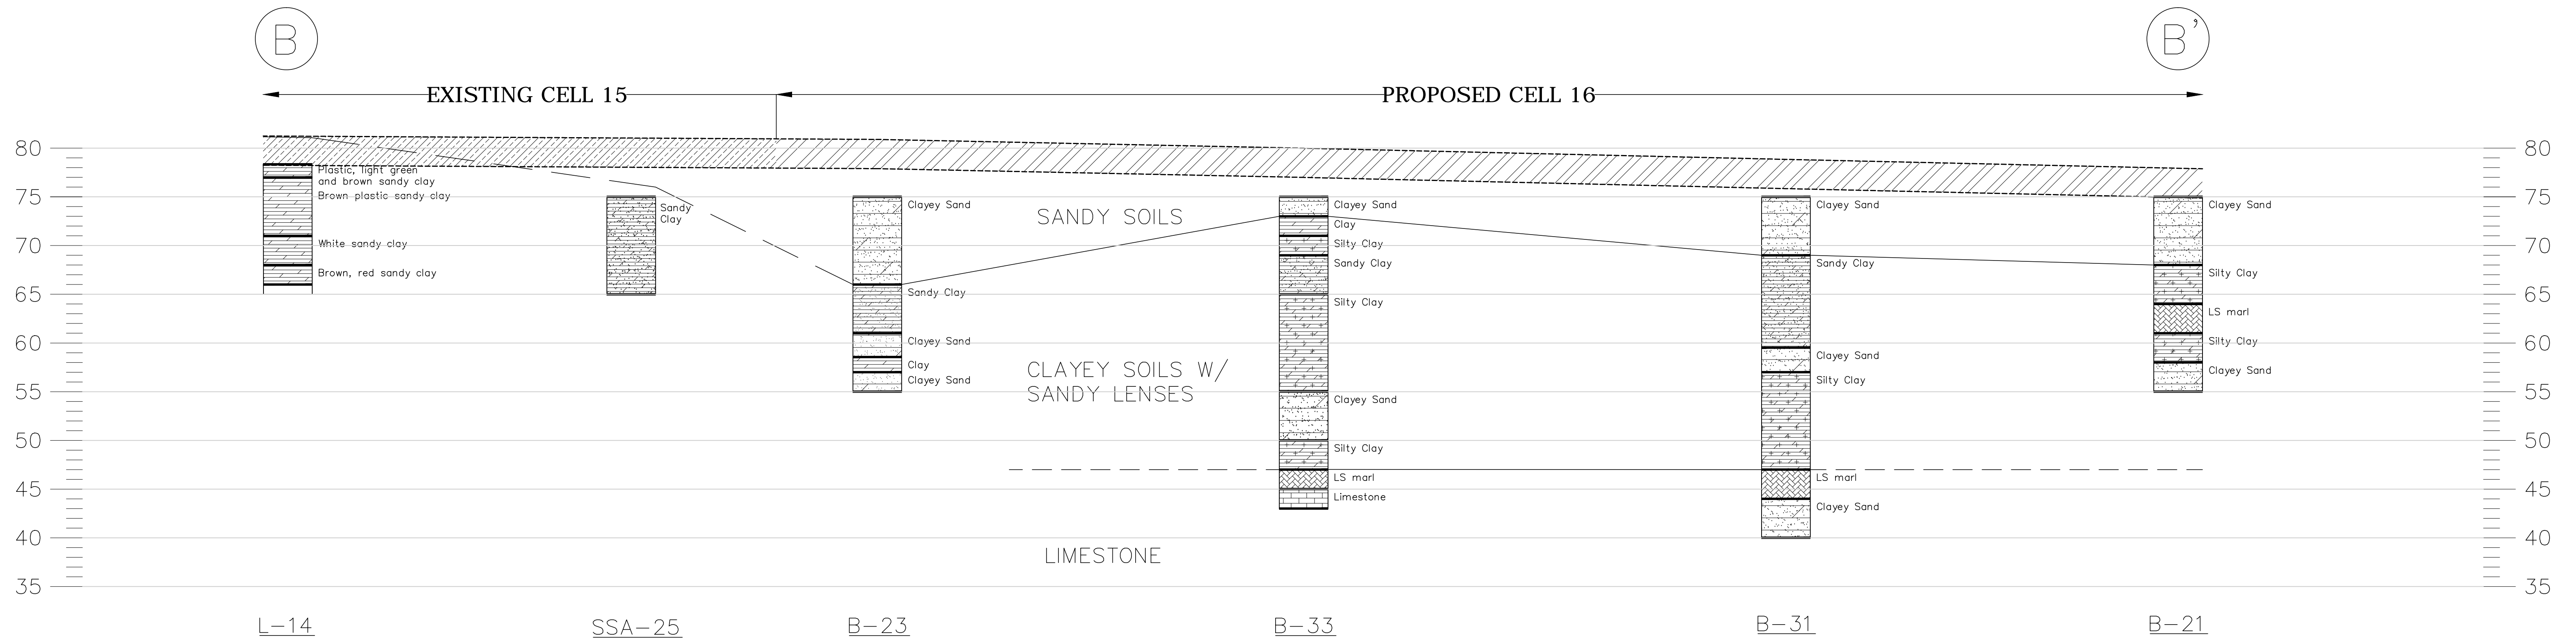 B
B'
EXISTING CELL 15
PROPOSED CELL 16
80
75
70
65
60
55
50
45
40
35
Plastic, light green
and brown sandy clay
Brown plastic sandy clay
White sandy clay
Brown, red sandy clay
Sandy
Clay
Clayey Sand
Sandy Clay
Clayey Sand
Clay
Clayey Sand
SANDY SOILS
CLAYEY SOILS W/
SANDY LENSES
LIMESTONE
Clayey Sand
Clay
Silty Clay
Sandy Clay
Silty Clay
Clayey Sand
Silty Clay
LS marl
Limestone
Clayey Sand
Sandy Clay
Clayey Sand
Silty Clay
LS marl
Clayey Sand
Clayey Sand
Silty Clay
LS marl
Silty Clay
Clayey Sand
80
75
70
65
60
55
50
45
40
35
L-14
SSA-25
B-23
B-33
B-31
B-21